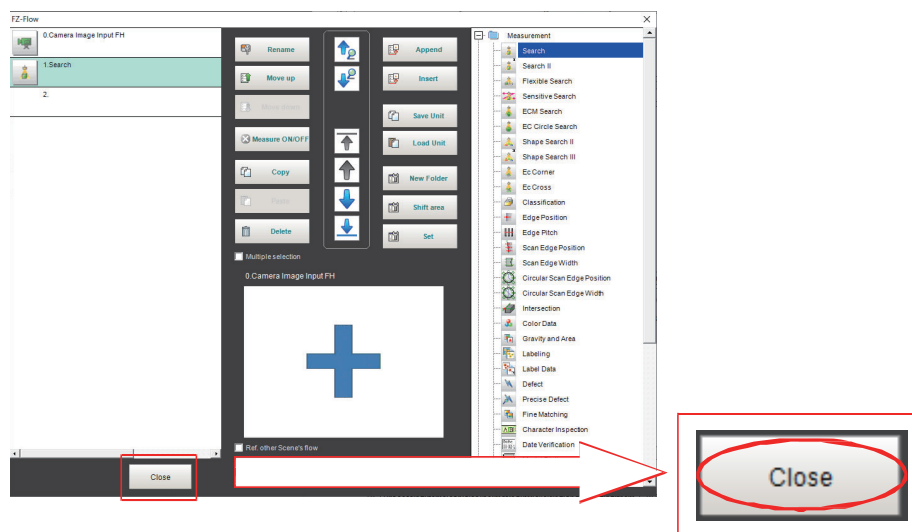 FZ-Flow
0.Camera Image Input FH
1.Search
2.
Rename
Move up
Move down
Measure ON/OFF
Copy
Paste
Delete
Append
Insert
Save Unit
Load Unit
New Folder
Shift area
Set
Multiple selection
0.Camera Image Input FH
Ref. other Scene's flow
Close
Measurement
Search
Search II
Flexible Search
Sensitive Search
ECM Search
EC Circle Search
Shape Search II
Shape Search III
Ec Corner
Ec Cross
Classification
Edge Position
Edge Pitch
Scan Edge Position
Scan Edge Width
Circular Scan Edge Position
Circular Scan Edge Width
Intersection
Color Data
Gravity and Area
Labeling
Label Data
Defect
Precise Defect
Fine Matching
Character Inspection
Date Verification
Close